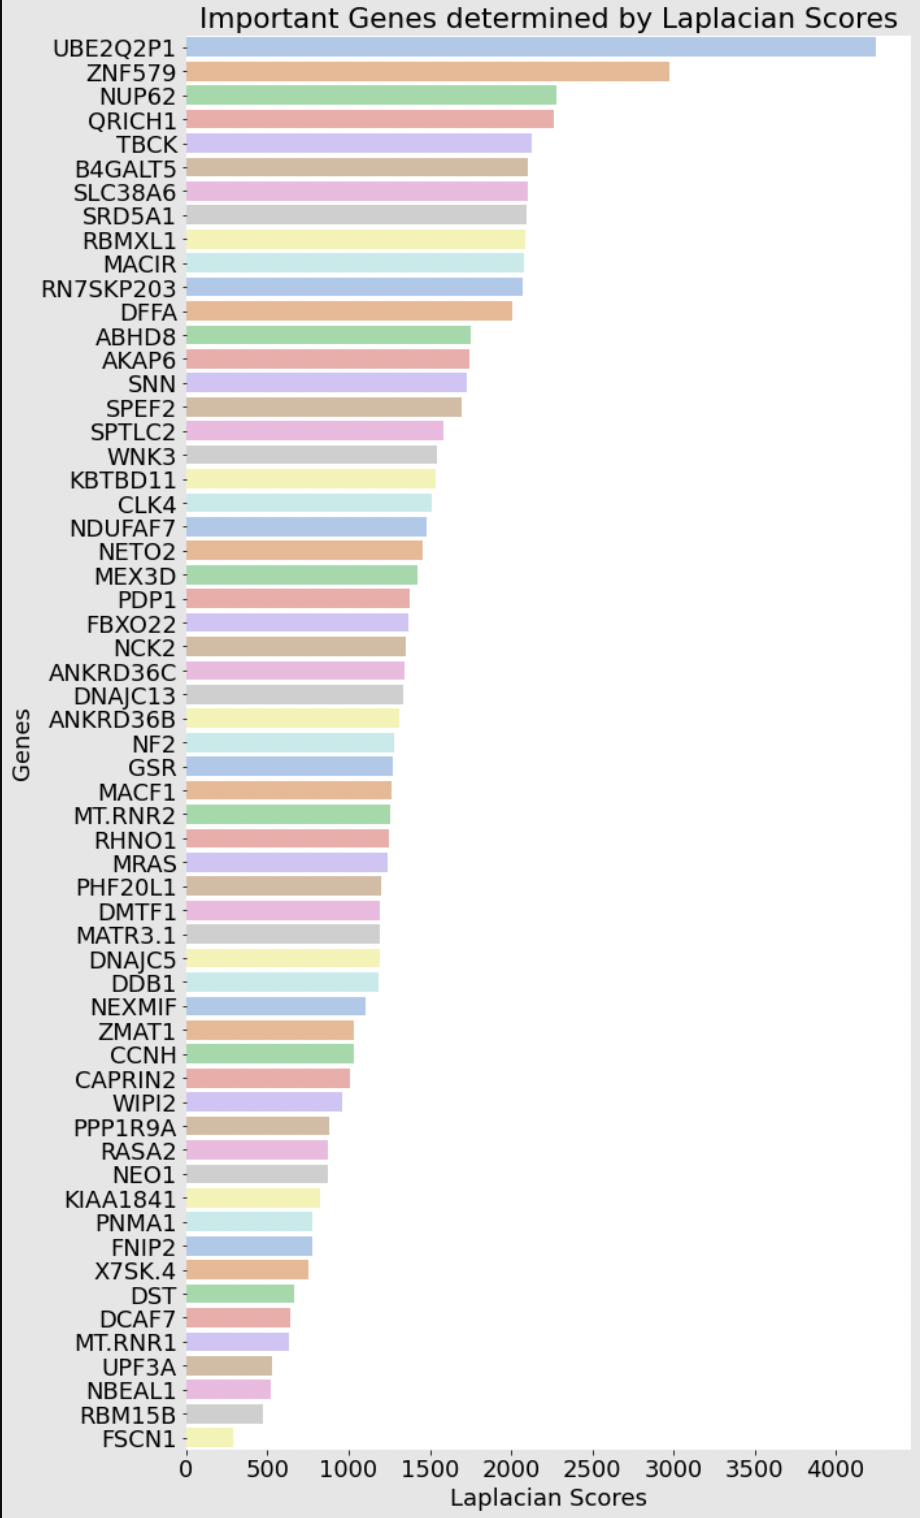 Important Genes determined by Laplacian Scores
UBE2Q2P1
ZNF579
NUP62
QRICH1
TBCK
B4GALT5
SLC38A6
SRD5A1
RBMXL1
MACIR
RN7SKP203
DFFA
ABHD8
AKAP6
SNN
SPEF2
SPTLC2
WNK3
KBTBD11
CLK4
NDUFAF7
NETO2
MEX3D
PDP1
FBXO22
NCK2
ANKRD36C
DNAJC13
ANKRD36B
NF2
GSR
MACF1
MT.RNR2
RHNO1
MRAS
PHF20L1
DMTF1
MATR3.1
DNAJC5
DDB1
NEXMIF
ZMAT1
CCNH
CAPRIN2
WIPI2
PPP1R9A
RASA2
NEO1
KIAA1841
PNMA1
FNIP2
X7SK.4
DST
DCAF7
MT.RNR1
UPF3A
NBEAL1
RBM15B
FSCN1
Genes
0 500 1000 1500 2000 2500 3000 3500 4000
Laplacian Scores